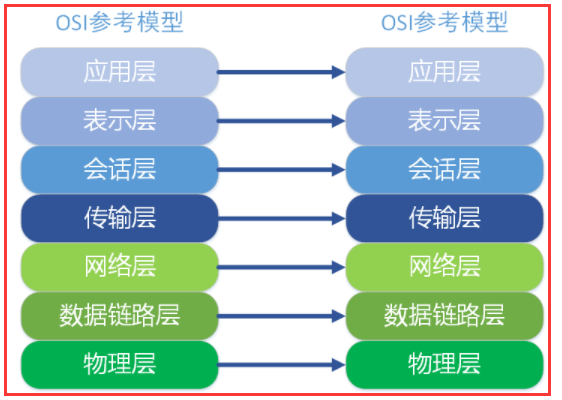 OSI参考模型 OSI参考模型
应用层 应用层
表示层 表示层
会话层 会话层
传输层 传输层
网络层 网络层
数据链路层 数据链路层
物理层 物理层